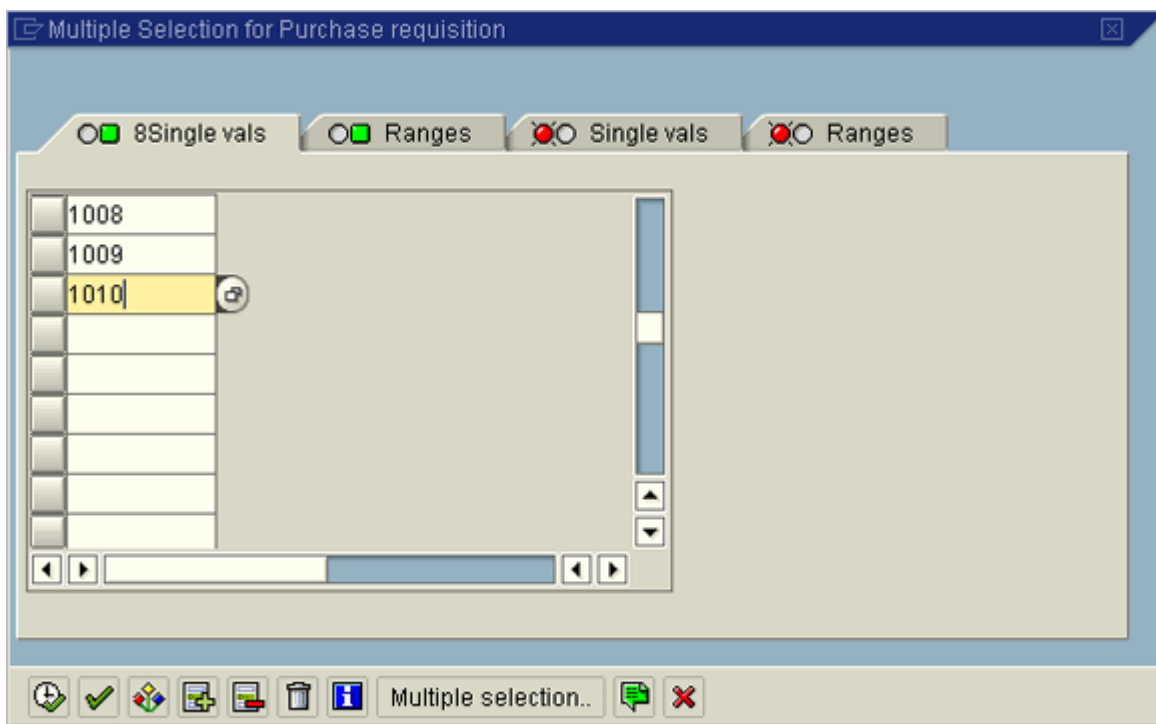 Multiple Selection for Purchase requisition
8Single vals Ranges Single vals Ranges
1008
1009
1010
Multiple selection..